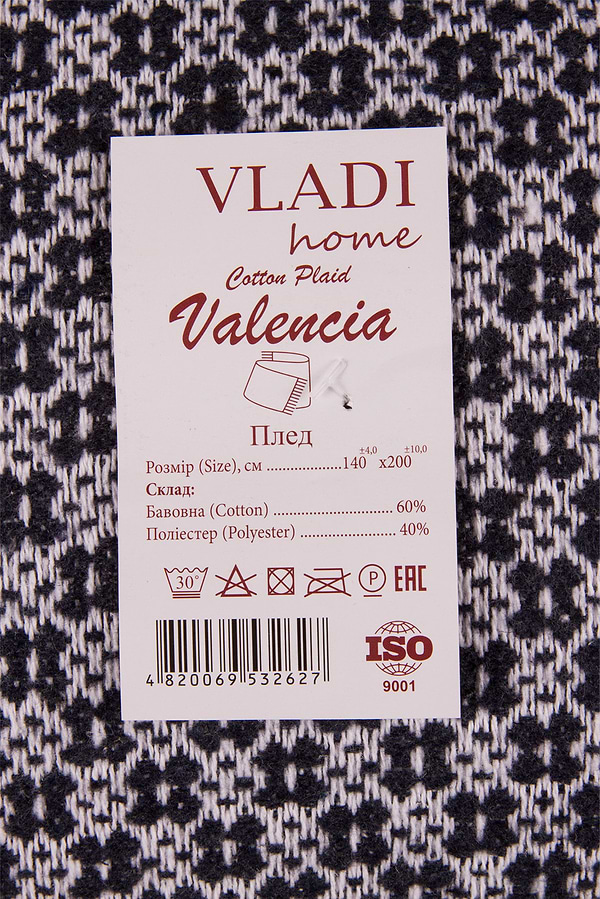 VLADI
home
Cotton Plaid
Valencia
Плед
Розмір (Size), см ..................140±4,0 х200±10,0
Склад:
Бавовна (Cotton) .............................. 60%
Поліестер (Polyester) ........................ 40%
30° P EAC
ISO
9001
4 820069 532627